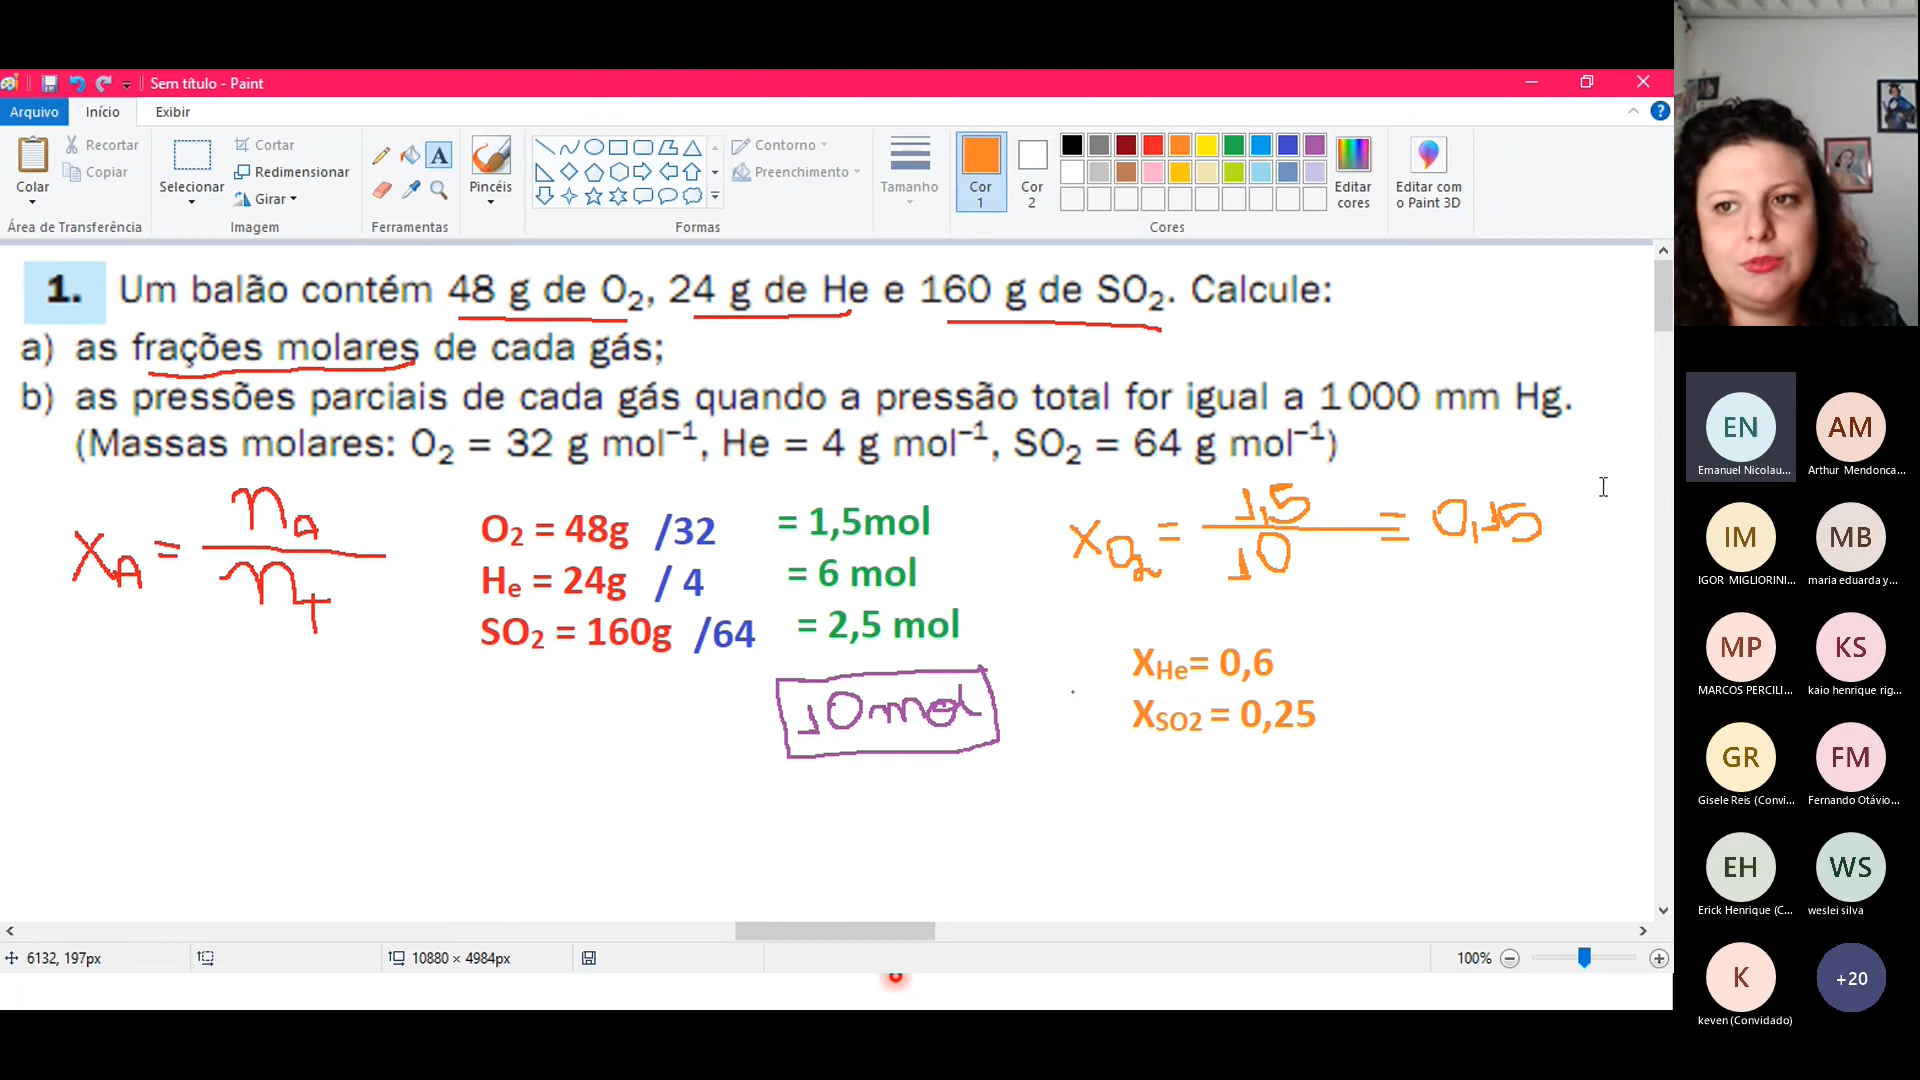 Sem título - Paint
Arquivo Início Exibir
Colar
Recortar
Copiar
Área de Transferência
Selecionar
Cortar
Redimensionar
Girar
Imagem
A
Ferramentas
Pincéis
Contorno
Preenchimento
Formas
Tamanho
Cor 1
Cor 2
Editar cores
Editar com o Paint 3D
Cores
1. Um balão contém 48 g de O₂, 24 g de He e 160 g de SO₂. Calcule:
a) as frações molares de cada gás;
b) as pressões parciais de cada gás quando a pressão total for igual a 1 000 mm Hg.
(Massas molares: O₂ = 32 g mol⁻¹, He = 4 g mol⁻¹, SO₂ = 64 g mol⁻¹)
XA = na / nT
O₂ = 48g /32 = 1,5mol
He = 24g / 4 = 6 mol
SO₂ = 160g /64 = 2,5 mol
10 mol
XO₂ = 1,5 / 10 = 0,15
XHe= 0,6
XSO2 = 0,25
6132, 197px
10880 × 4984px
100%
EN
Emanuel Nicolau...
AM
Arthur Mendonca...
IM
IGOR MIGLIORINI...
MB
maria eduarda y...
MP
MARCOS PERCILI...
KS
kaio henrique rig...
GR
Gisele Reis (Convi...
FM
Fernando Otávio...
EH
Erick Henrique (C...
WS
weslei silva
K
keven (Convidado)
+20